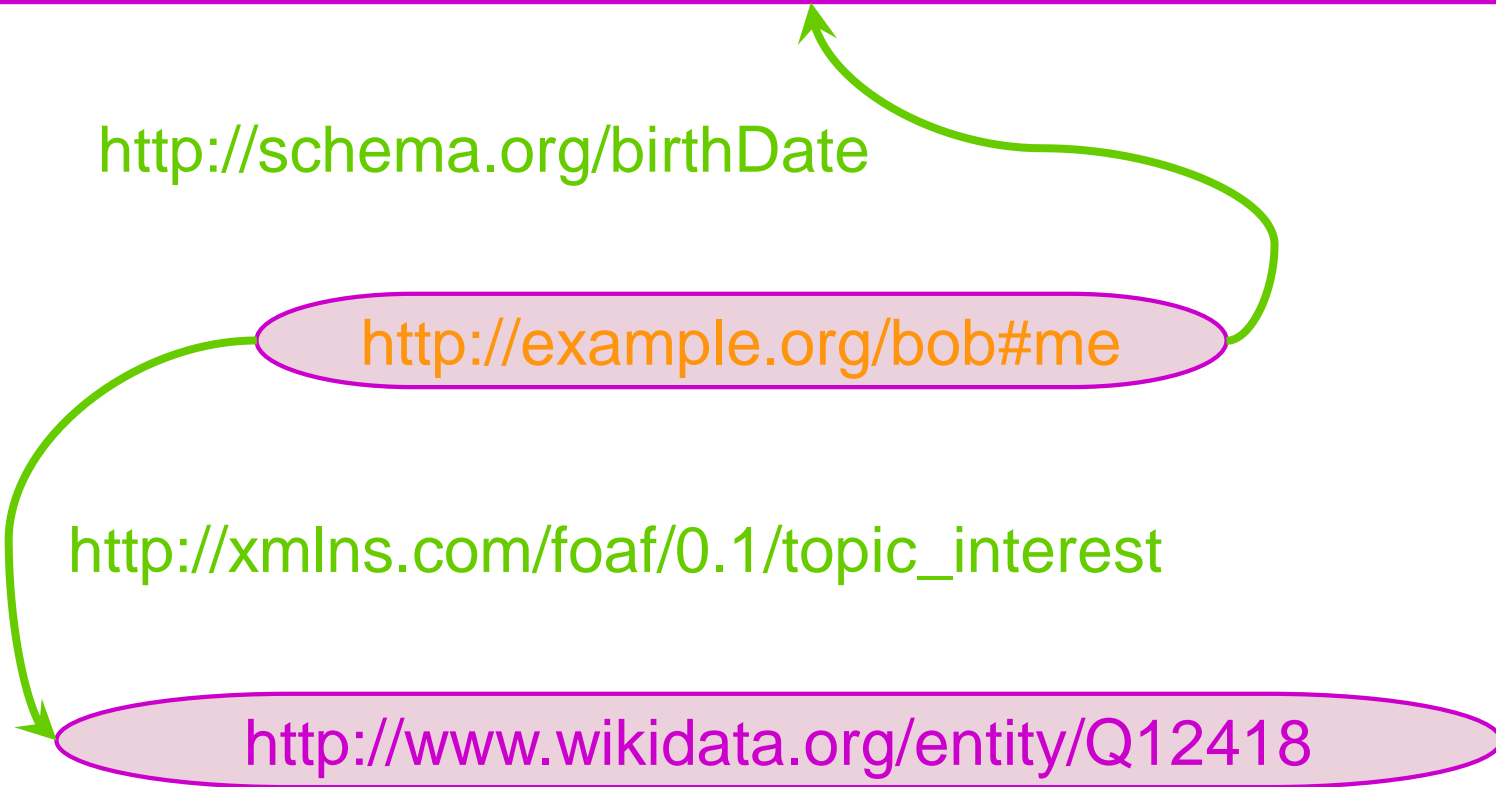 http://schema.org/birthDate
http://example.org/bob#me
http://xmlns.com/foaf/0.1/topic_interest
http://www.wikidata.org/entity/Q12418